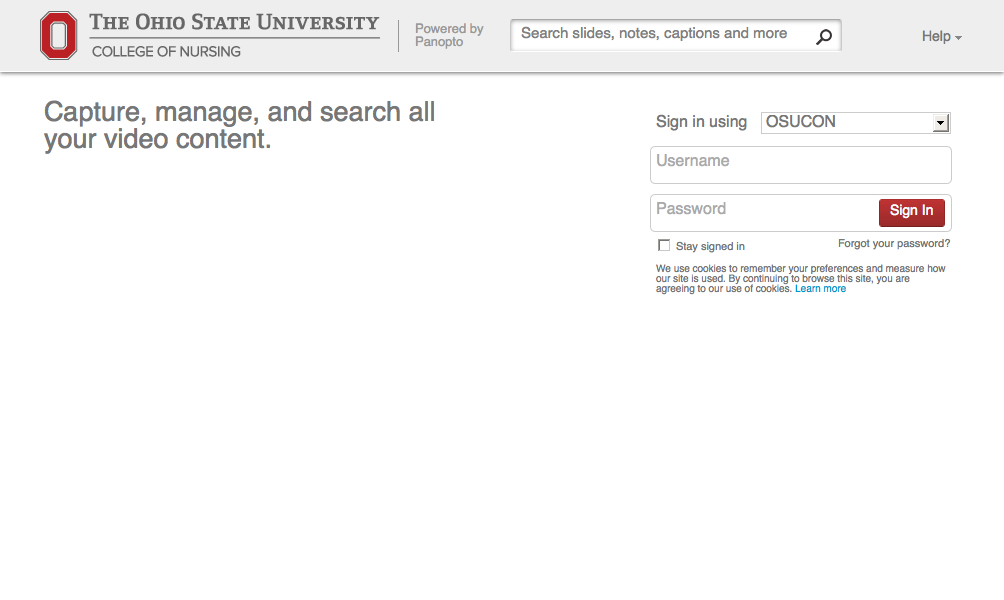 THE OHIO STATE UNIVERSITY
COLLEGE OF NURSING
Powered by
Panopto
Search slides, notes, captions and more
Help
Capture, manage, and search all
your video content.
Sign in using OSUCON
Username
Password Sign In
Stay signed in Forgot your password?
We use cookies to remember your preferences and measure how
our site is used. By continuing to browse this site, you are
agreeing to our use of cookies. Learn more